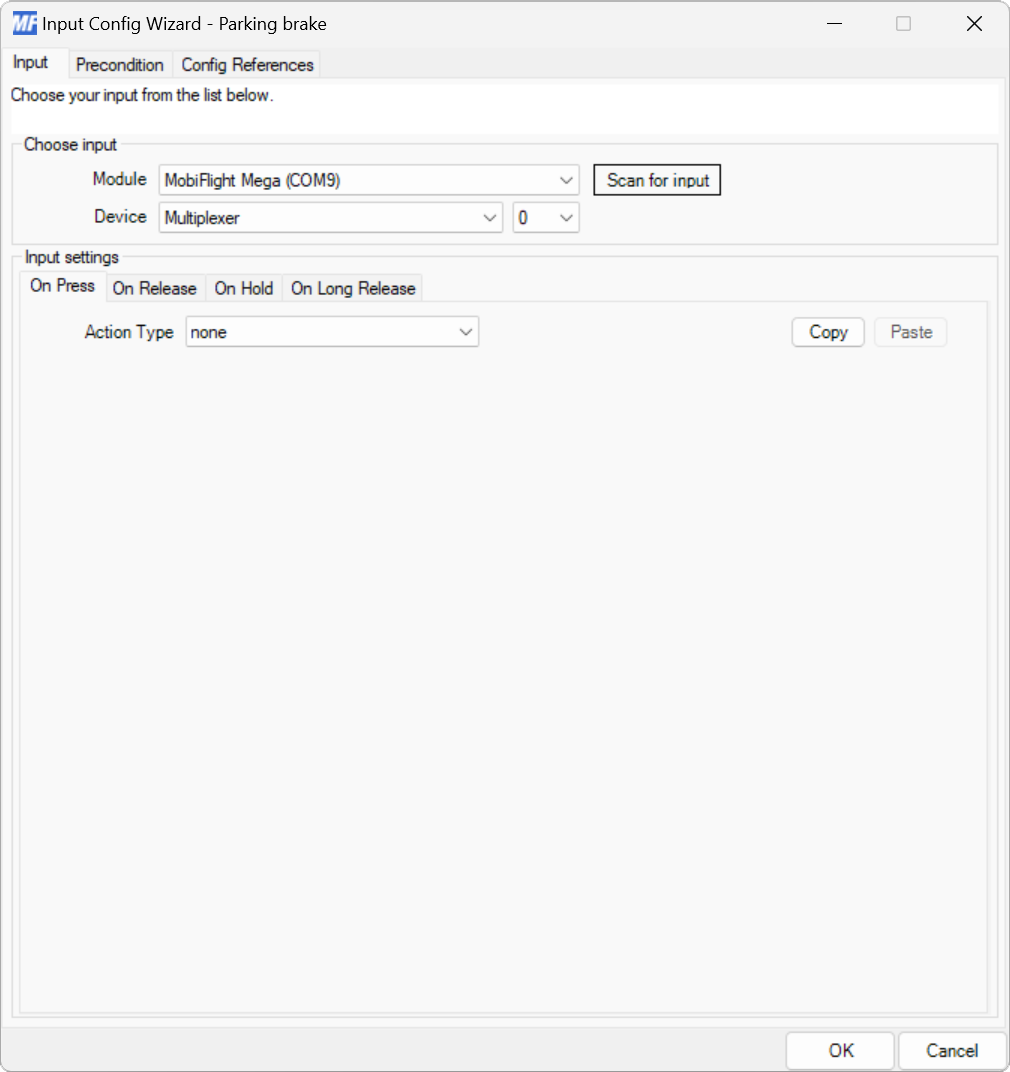 MF Input Config Wizard - Parking brake
Input Precondition Config References
Choose your input from the list below.
Choose input
Module MobiFlight Mega (COM9) Scan for input
Device Multiplexer 0
Input settings
On Press On Release On Hold On Long Release
Action Type none Copy Paste
OK Cancel